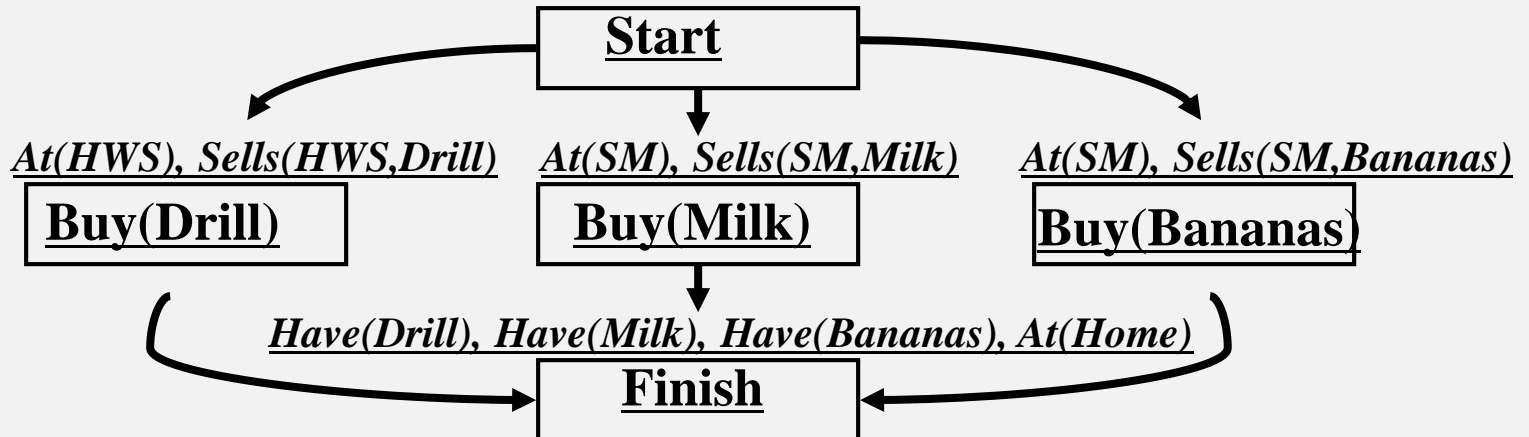 Start
At(HWS), Sells(HWS,Drill) At(SM), Sells(SM,Milk) At(SM), Sells(SM,Bananas)
Buy(Drill) Buy(Milk) Buy(Bananas)
Have(Drill), Have(Milk), Have(Bananas), At(Home)
Finish